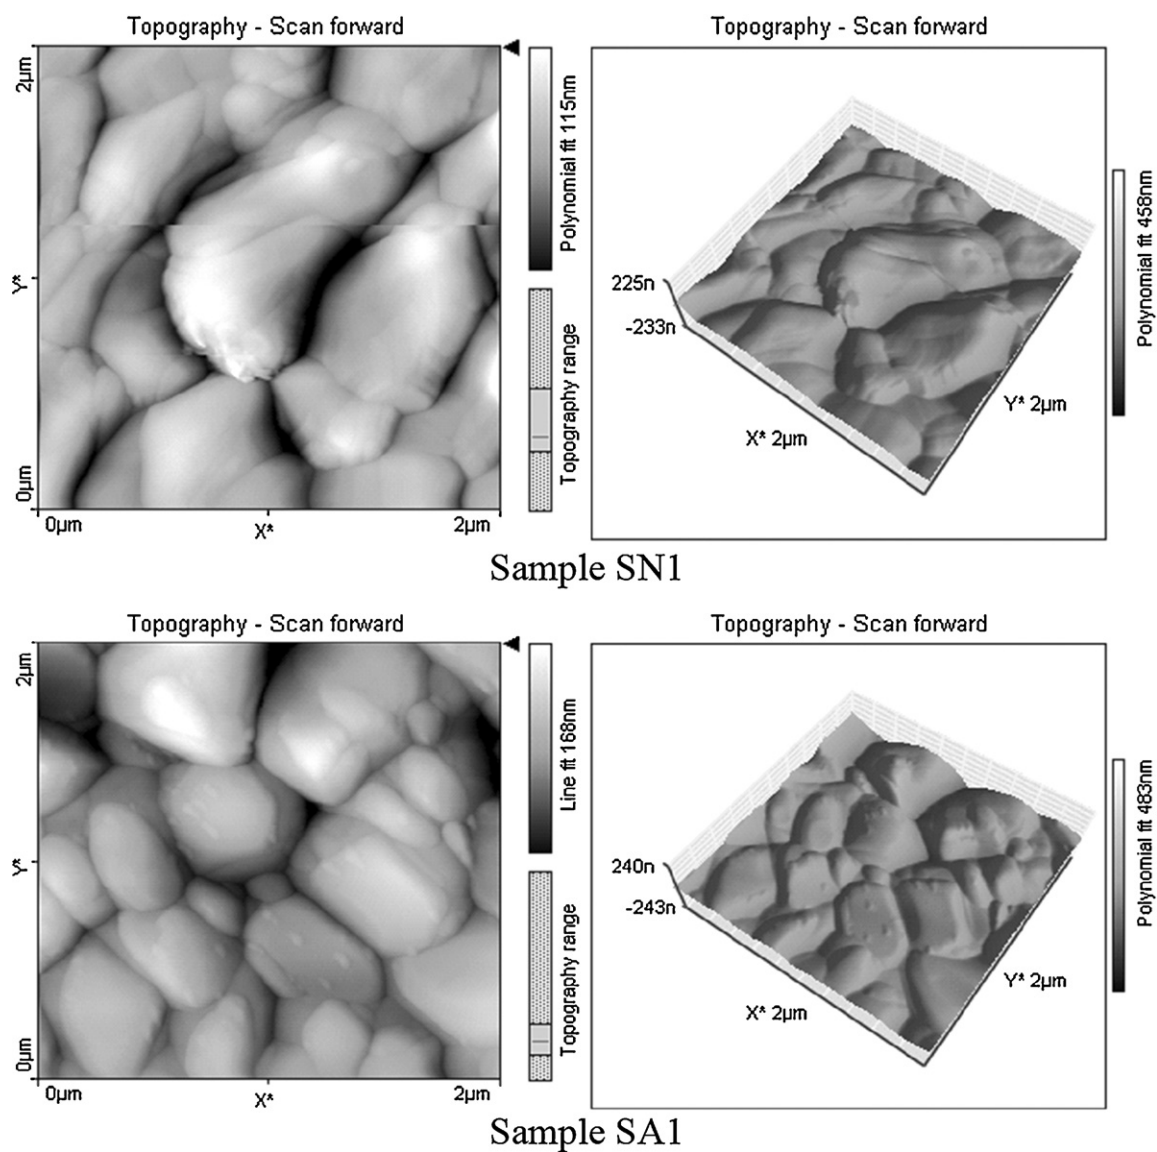 Topography - Scan forward
2µm
Y*
0µm
0µm
X*
2µm
Polynomial fit 115nm
Topography range
Topography - Scan forward
225n
-233n
X* 2µm
Y* 2µm
Polynomial fit 458nm
Sample SN1
Topography - Scan forward
2µm
Y*
0µm
0µm
X*
2µm
Line fit 168nm
Topography range
Topography - Scan forward
240n
-243n
X* 2µm
Y* 2µm
Polynomial fit 483nm
Sample SA1